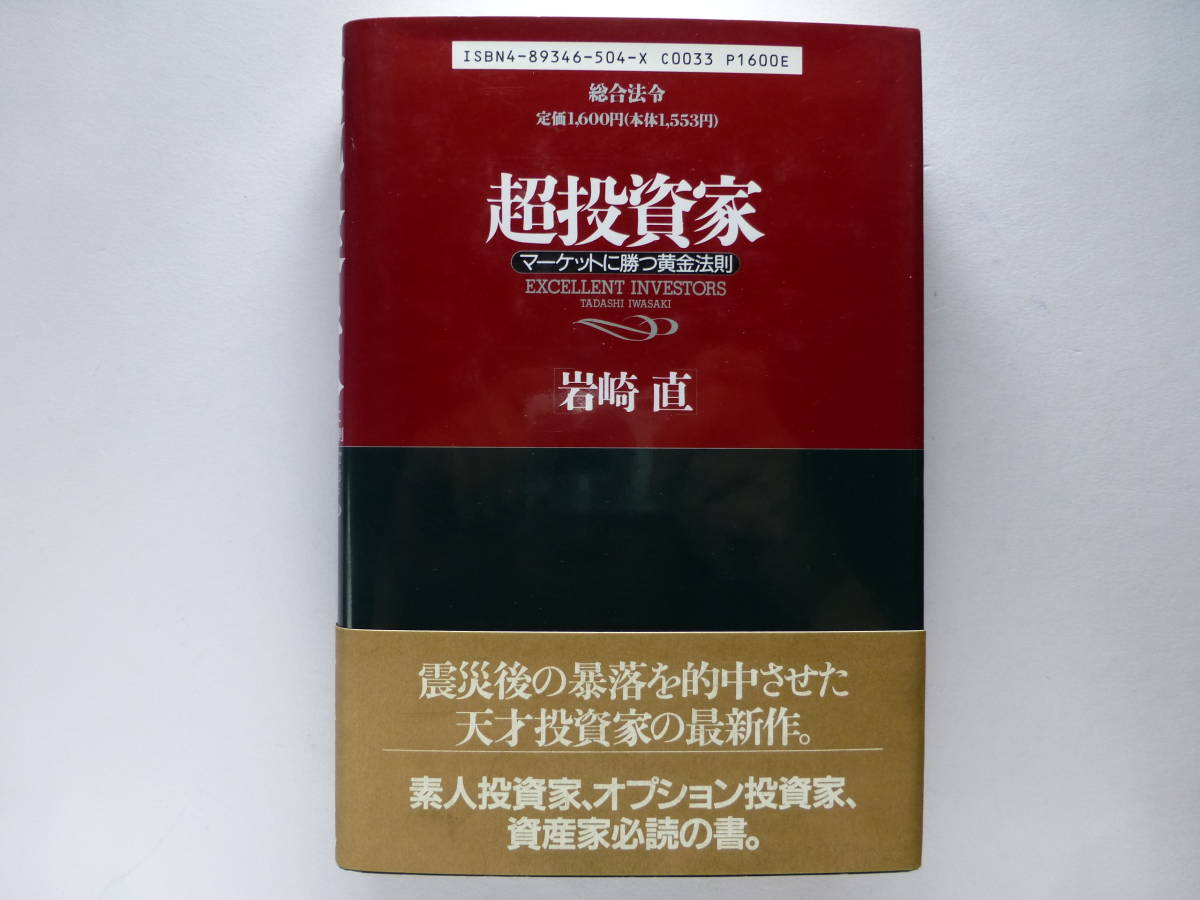 ISBN4-89346-504-X C0033 P1600E
総合法令
定価1,600円(本体1,553円)
超投資家
マーケットに勝つ黄金法則
EXCELLENT INVESTORS
TADASHI IWASAKI
[岩崎 直]
震災後の暴落を的中させた
天才投資家の最新作。
素人投資家、オプション投資家、
資産家必読の書。